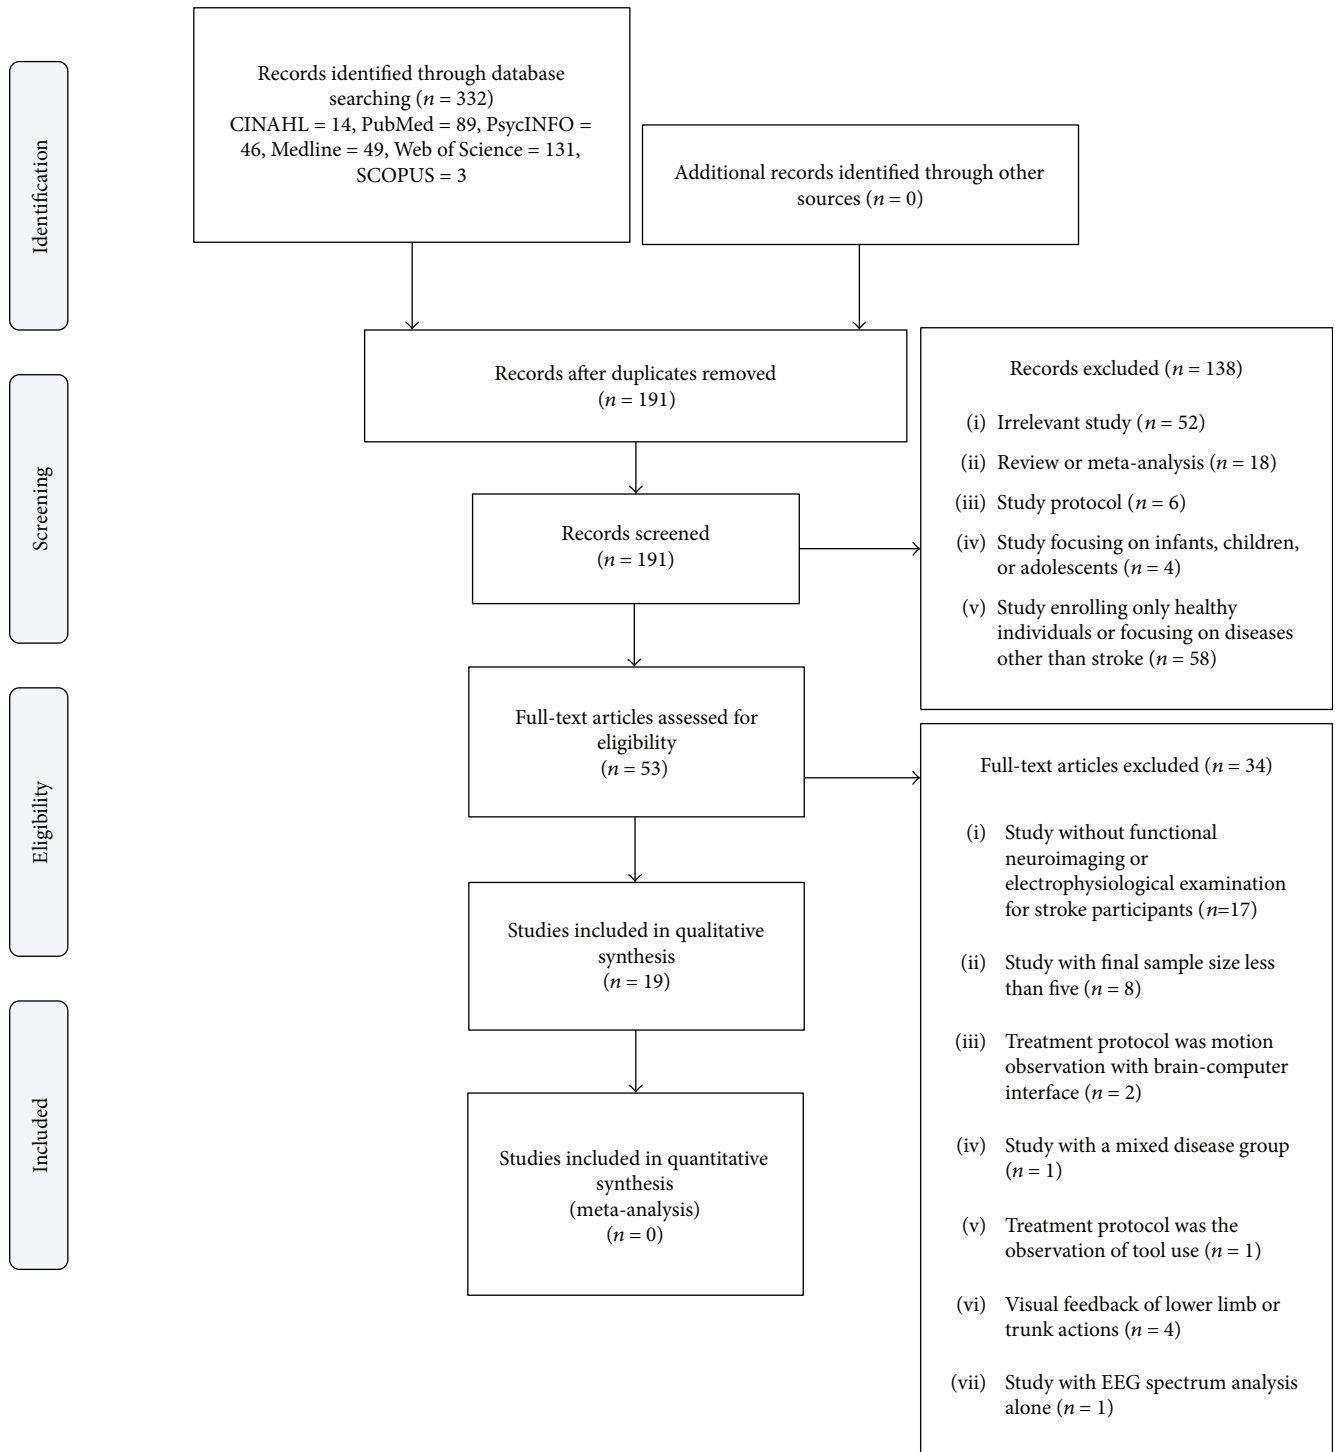 Identification
Records identified through database
searching (n = 332)
CINAHL = 14, PubMed = 89, PsycINFO =
46, Medline = 49, Web of Science = 131,
SCOPUS = 3
Additional records identified through other
sources (n = 0)
Screening
Records after duplicates removed
(n = 191)
Records screened
(n = 191)
Records excluded (n = 138)
(i) Irrelevant study (n = 52)
(ii) Review or meta-analysis (n = 18)
(iii) Study protocol (n = 6)
(iv) Study focusing on infants, children,
or adolescents (n = 4)
(v) Study enrolling only healthy
individuals or focusing on diseases
other than stroke (n = 58)
Eligibility
Full-text articles assessed for
eligibility
(n = 53)
Full-text articles excluded (n = 34)
(i) Study without functional
neuroimaging or
electrophysiological examination
for stroke participants (n=17)
(ii) Study with final sample size less
than five (n = 8)
(iii) Treatment protocol was motion
observation with brain-computer
interface (n = 2)
(iv) Study with a mixed disease group
(n = 1)
(v) Treatment protocol was the
observation of tool use (n = 1)
(vi) Visual feedback of lower limb or
trunk actions (n = 4)
(vii) Study with EEG spectrum analysis
alone (n = 1)
Included
Studies included in qualitative
synthesis
(n = 19)
Studies included in quantitative
synthesis
(meta-analysis)
(n = 0)